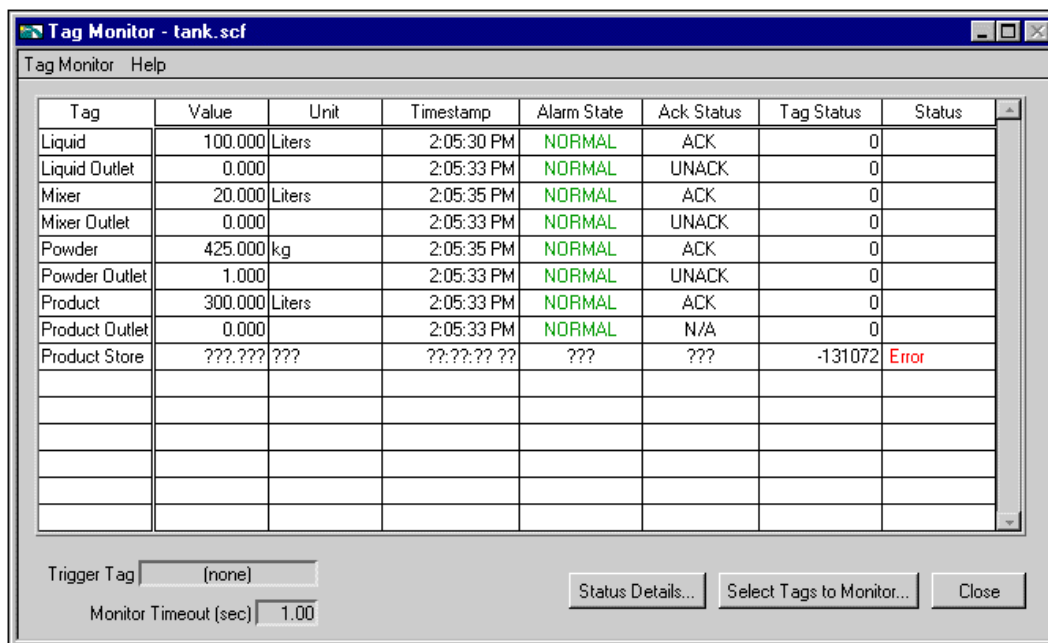 Tag Monitor - tank.scf
Tag Monitor Help
Tag Value Unit Timestamp Alarm State Ack Status Tag Status Status
Liquid 100.000 Liters 2:05:30 PM NORMAL ACK 0
Liquid Outlet 0.000 2:05:33 PM NORMAL UNACK 0
Mixer 20.000 Liters 2:05:35 PM NORMAL ACK 0
Mixer Outlet 0.000 2:05:33 PM NORMAL UNACK 0
Powder 425.000 kg 2:05:35 PM NORMAL ACK 0
Powder Outlet 1.000 2:05:33 PM NORMAL UNACK 0
Product 300.000 Liters 2:05:33 PM NORMAL ACK 0
Product Outlet 0.000 2:05:33 PM NORMAL N/A 0
Product Store ???.??? ??? ??:??:?? ?? ??? ??? -131072 Error
Trigger Tag (none)
Monitor Timeout (sec) 1.00
Status Details... Select Tags to Monitor... Close